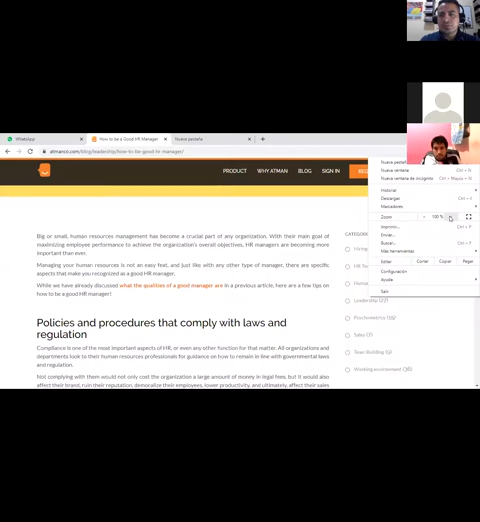 WhatsApp
How to be a Good HR Manager
Nueva pestaña
atmanco.com/blog/leadership/how-to-be-good-hr-manager/
PRODUCT WHY ATMAN BLOG SIGN IN
Nueva pestaña
Nueva ventana Ctrl + N
Nueva ventana de incógnito Ctrl + Mayús + N
Historial
Descargas Ctrl + J
Marcadores
Zoom - 100 %
Imprimir... Ctrl + P
Enviar...
Buscar... Ctrl + F
Más herramientas
Editar Cortar Copiar Pegar
Configuración
Ayuda
Salir
Big or small, human resources management has become a crucial part of any organization. With their main goal of
maximizing employee performance to achieve the organization's overall objectives, HR managers are becoming more
important than ever.
Managing your human resources is not an easy feat, and just like with any other type of manager, there are specific
aspects that make you recognized as a good HR manager.
While we have already discussed what the qualities of a good manager are in a previous article, here are a few tips on
how to be a good HR manager!
Policies and procedures that comply with laws and
regulation
Compliance is one of the most important aspects of HR, or even any other function for that matter. All organizations and
departments look to their human resources professionals for guidance on how to remain in line with governmental laws
and regulation.
Not complying with them would not only cost the organization a large amount of money in legal fees, but it would also
affect their brand, ruin their reputation, demoralize their employees, lower productivity, and ultimately, affect their sales
CATEGO
Hiring
HR Te
Huma
Leadership (27)
Psychometrics
Sales (7)
Team Building
Working environment (36)